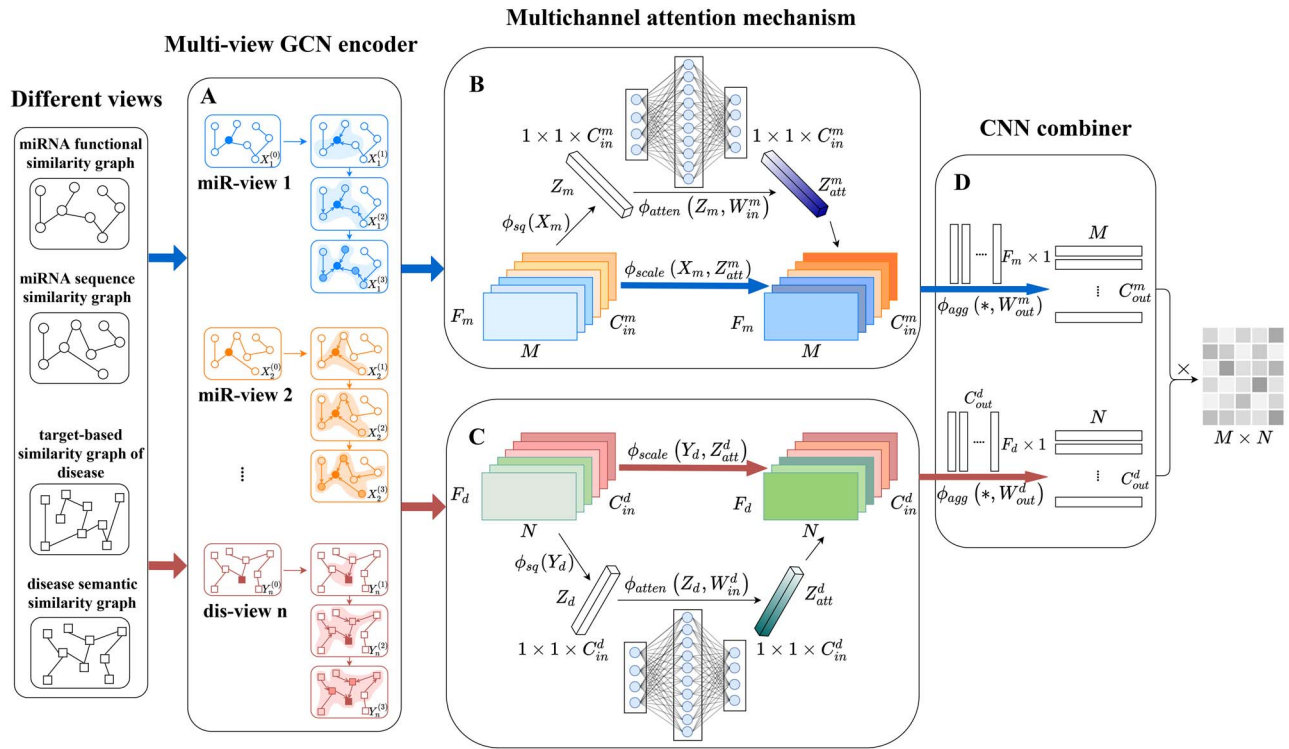 Different views
miRNA functional
similarity graph
miRNA sequence
similarity graph
target-based
similarity graph of
disease
disease semantic
similarity graph
Multi-view GCN encoder
A
X_1^{(0)}
X_1^{(1)}
miR-view 1
X_1^{(2)}
X_1^{(3)}
X_2^{(0)}
X_2^{(1)}
miR-view 2
X_2^{(2)}
X_2^{(3)}
Y_n^{(0)}
Y_n^{(1)}
dis-view n
Y_n^{(2)}
Y_n^{(3)}
Multichannel attention mechanism
B
1 × 1 × C_{in}^m
1 × 1 × C_{in}^m
Z_m
Z_{att}^m
ϕ_{atten} (Z_m, W_{in}^m)
ϕ_{sq}(X_m)
ϕ_{scale} (X_m, Z_{att}^m)
F_m
C_{in}^m
M
F_m
C_{in}^m
M
C
ϕ_{scale} (Y_d, Z_{att}^d)
F_d
C_{in}^d
N
F_d
C_{in}^d
N
ϕ_{sq}(Y_d)
ϕ_{atten} (Z_d, W_{in}^d)
Z_d
Z_{att}^d
1 × 1 × C_{in}^d
1 × 1 × C_{in}^d
CNN combiner
D
F_m × 1
M
C_{out}^m
ϕ_{agg} (*, W_{out}^m)
C_{out}^d
F_d × 1
N
C_{out}^d
ϕ_{agg} (*, W_{out}^d)
×
M × N